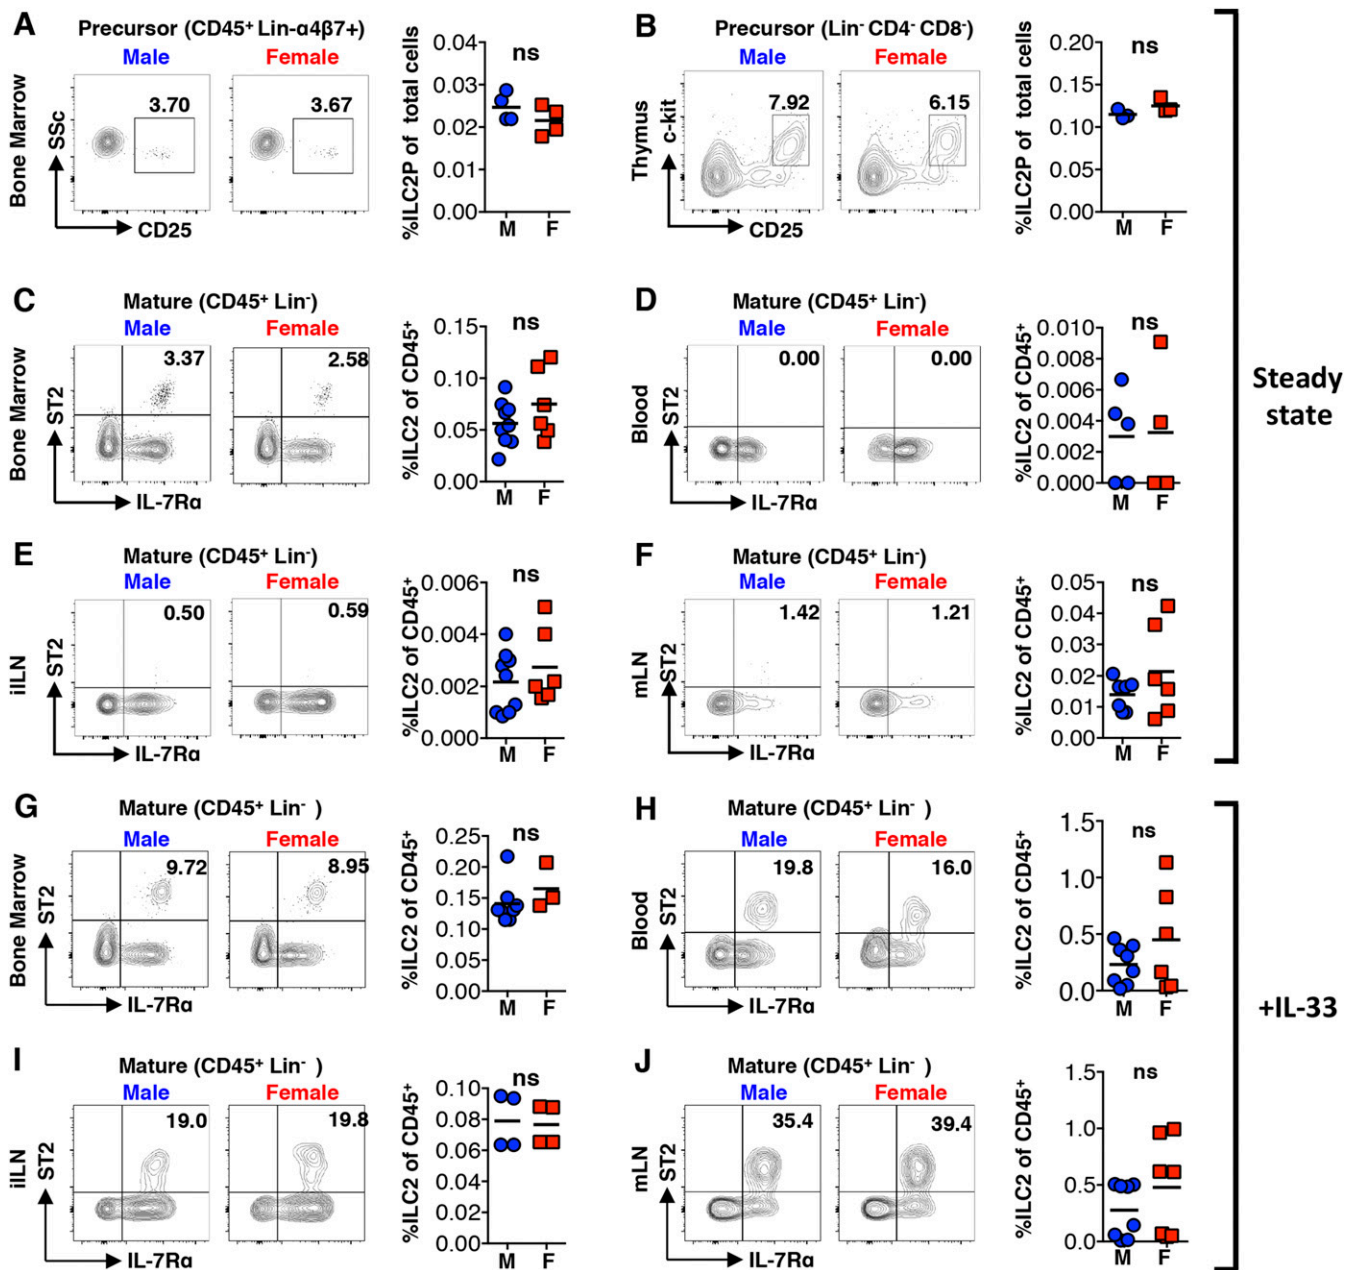 A
Precursor (CD45+ Lin-α4β7+)
Male
Female
Bone Marrow
SSc
3.70
3.67
CD25
%ILC2P of total cells
0.04
0.03
0.02
0.01
0.00
ns
M
F
B
Precursor (Lin- CD4- CD8-)
Male
Female
Thymus
c-kit
7.92
6.15
CD25
%ILC2P of total cells
0.20
0.15
0.10
0.05
0.00
ns
M
F
C
Mature (CD45+ Lin-)
Male
Female
Bone Marrow
ST2
3.37
2.58
IL-7Rα
%ILC2 of CD45+
0.15
0.10
0.05
0.00
ns
M
F
D
Mature (CD45+ Lin-)
Male
Female
Blood
ST2
0.00
0.00
IL-7Rα
%ILC2 of CD45+
0.010
0.008
0.006
0.004
0.002
0.000
ns
M
F
Steady
state
E
Mature (CD45+ Lin-)
Male
Female
iILN
ST2
0.50
0.59
IL-7Rα
%ILC2 of CD45+
0.006
0.004
0.002
0.000
ns
M
F
F
Mature (CD45+ Lin-)
Male
Female
mLN
ST2
1.42
1.21
IL-7Rα
%ILC2 of CD45+
0.05
0.04
0.03
0.02
0.01
0.00
ns
M
F
G
Mature (CD45+ Lin- )
Male
Female
Bone Marrow
ST2
9.72
8.95
IL-7Rα
%ILC2 of CD45+
0.25
0.20
0.15
0.10
0.05
0.00
ns
M
F
H
Mature (CD45+ Lin- )
Male
Female
Blood
ST2
19.8
16.0
IL-7Rα
%ILC2 of CD45+
1.5
1.0
0.5
0.0
ns
M
F
+IL-33
I
Mature (CD45+ Lin- )
Male
Female
iILN
ST2
19.0
19.8
IL-7Rα
%ILC2 of CD45+
0.10
0.08
0.06
0.04
0.02
0.00
ns
M
F
J
Mature (CD45+ Lin- )
Male
Female
mLN
ST2
35.4
39.4
IL-7Rα
%ILC2 of CD45+
1.5
1.0
0.5
0.0
ns
M
F